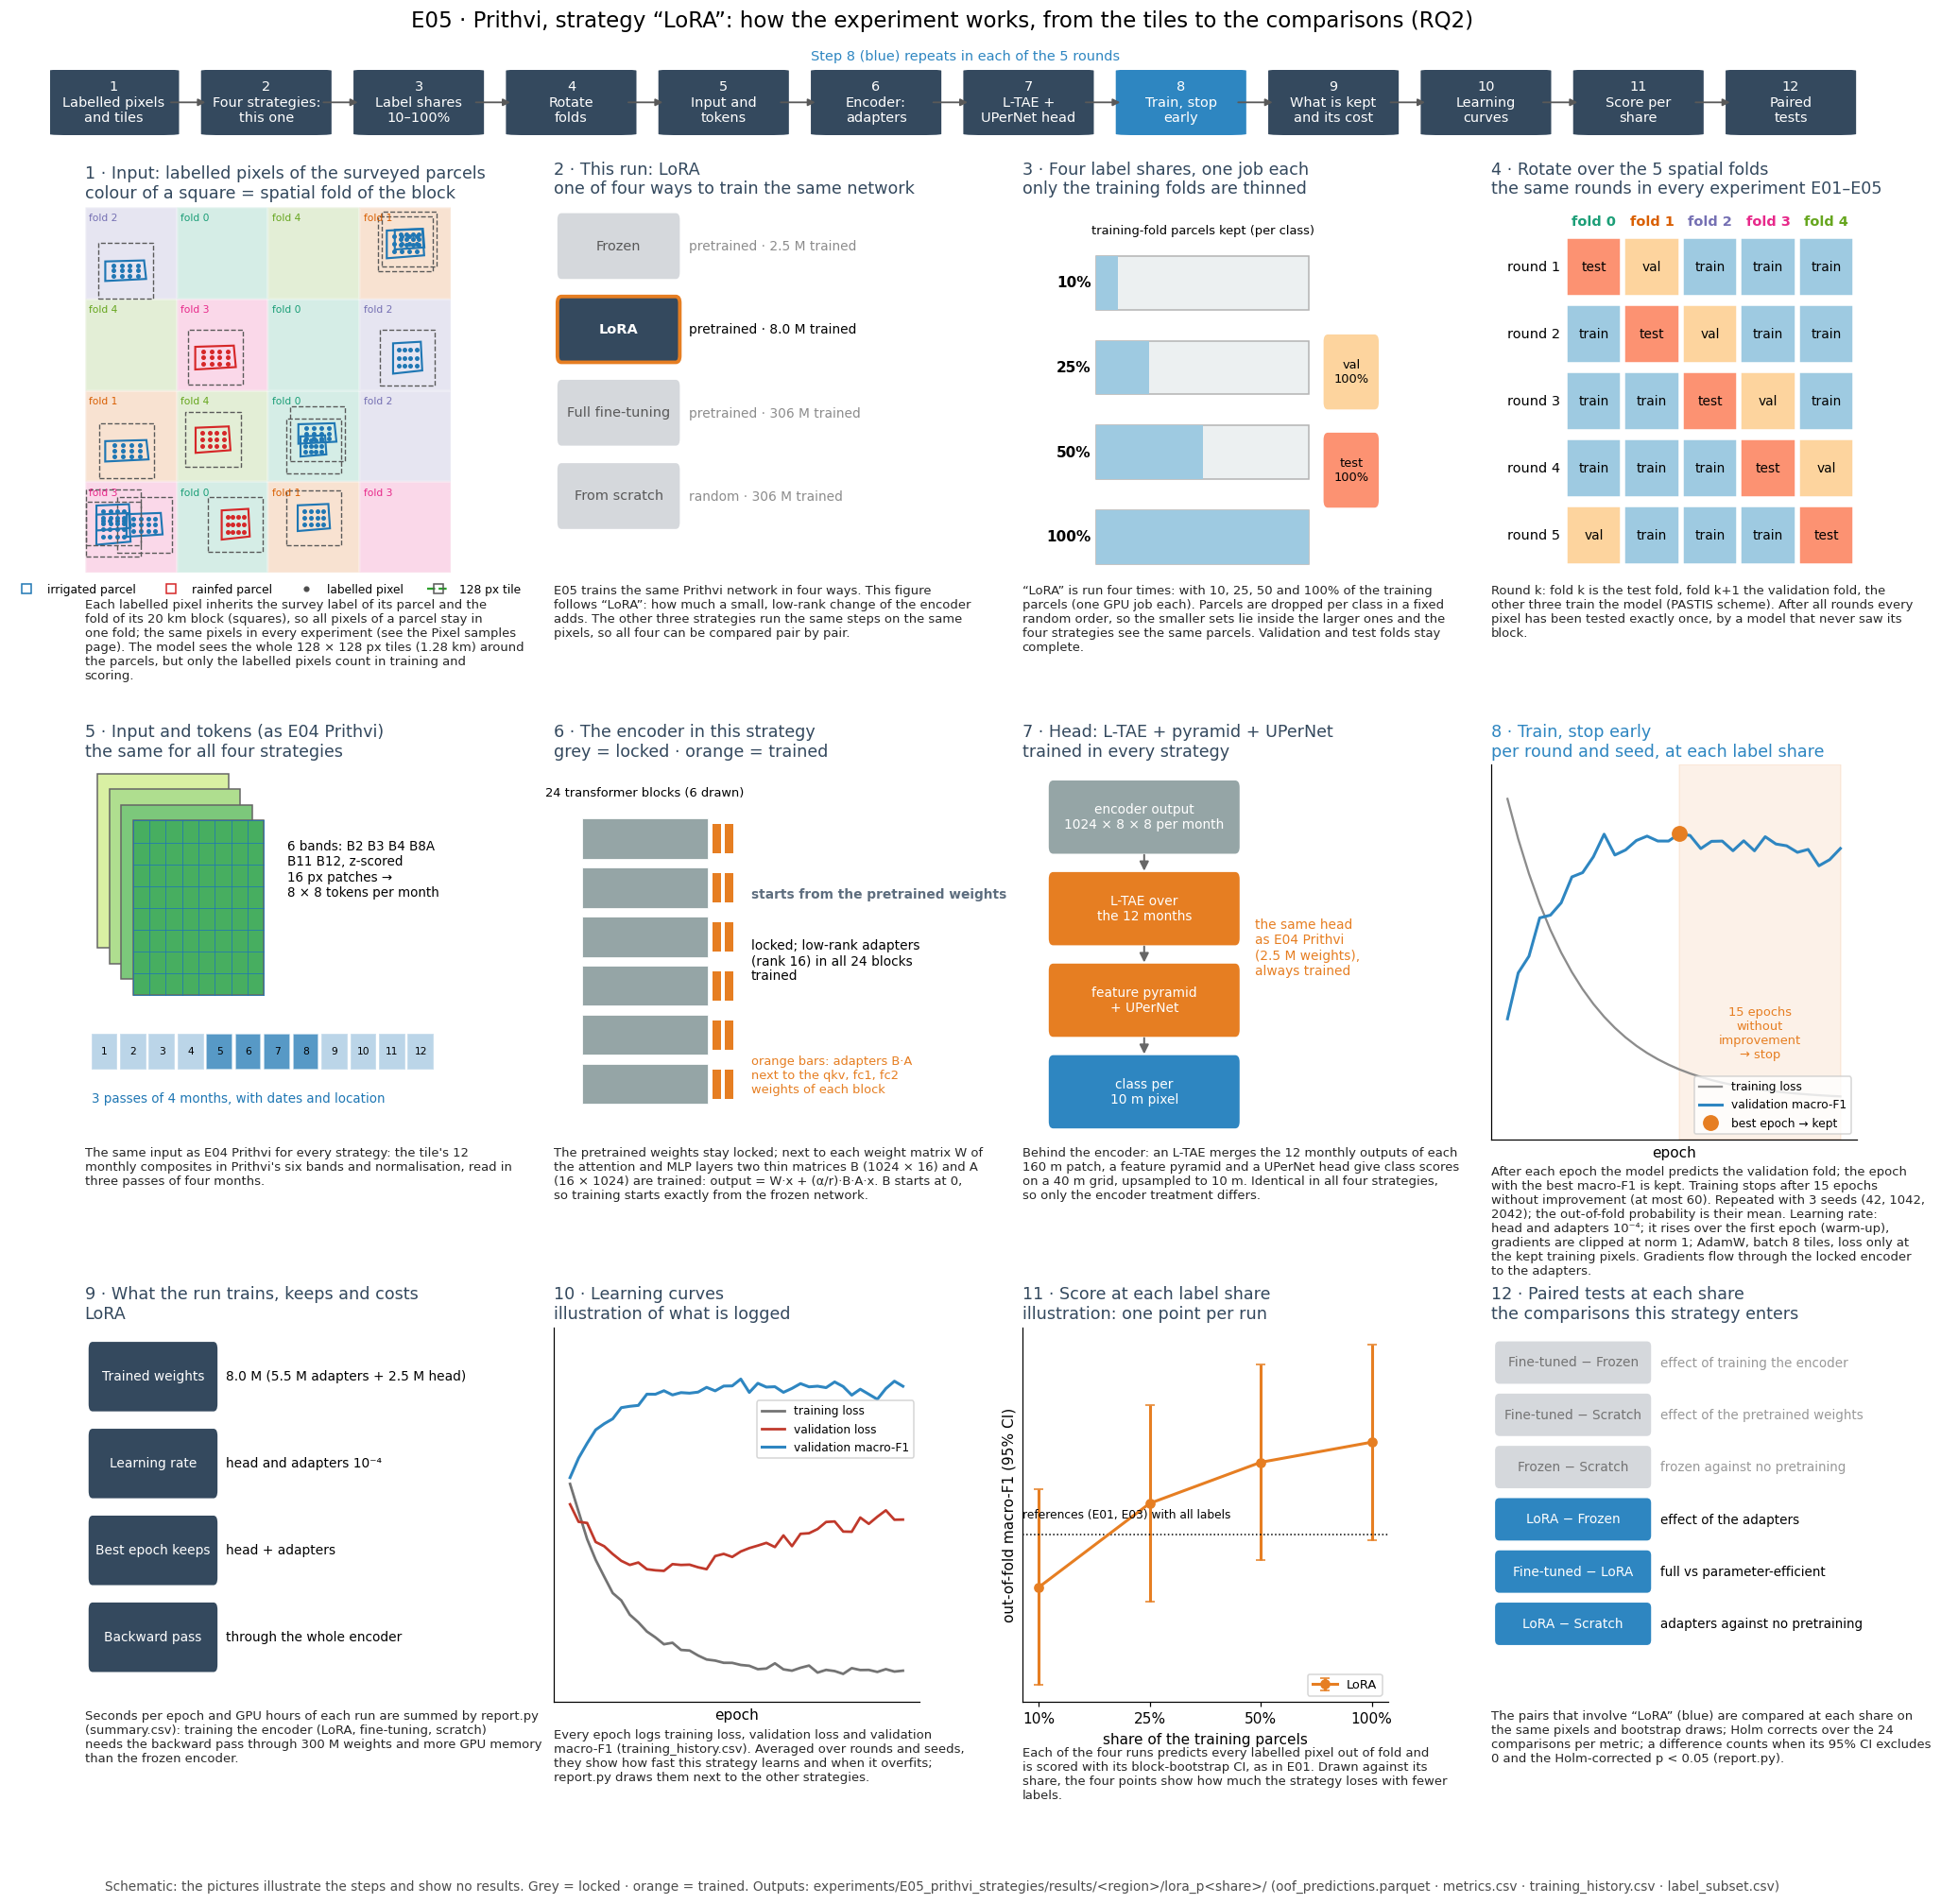 E05 · Prithvi, strategy “LoRA”: how the experiment works, from the tiles to the comparisons (RQ2)
Step 8 (blue) repeats in each of the 5 rounds
1
Labelled pixels
and tiles
2
Four strategies:
this one
3
Label shares
10–100%
4
Rotate
folds
5
Input and
tokens
6
Encoder:
adapters
7
L-TAE +
UPerNet head
8
Train, stop
early
9
What is kept
and its cost
10
Learning
curves
11
Score per
share
12
Paired
tests
1 · Input: labelled pixels of the surveyed parcels
colour of a square = spatial fold of the block
fold 2
fold 0
fold 4
fold 1
fold 4
fold 3
fold 0
fold 2
fold 1
fold 4
fold 0
fold 2
fold 3
fold 0
fold 1
fold 3
irrigated parcel
rainfed parcel
labelled pixel
128 px tile
Each labelled pixel inherits the survey label of its parcel and the
fold of its 20 km block (squares), so all pixels of a parcel stay in
one fold; the same pixels in every experiment (see the Pixel samples
page). The model sees the whole 128 × 128 px tiles (1.28 km) around
the parcels, but only the labelled pixels count in training and
scoring.
2 · This run: LoRA
one of four ways to train the same network
Frozen
pretrained · 2.5 M trained
LoRA
pretrained · 8.0 M trained
Full fine-tuning
pretrained · 306 M trained
From scratch
random · 306 M trained
E05 trains the same Prithvi network in four ways. This figure
follows “LoRA”: how much a small, low-rank change of the encoder
adds. The other three strategies run the same steps on the same
pixels, so all four can be compared pair by pair.
3 · Four label shares, one job each
only the training folds are thinned
training-fold parcels kept (per class)
10%
25%
50%
100%
val
100%
test
100%
“LoRA” is run four times: with 10, 25, 50 and 100% of the training
parcels (one GPU job each). Parcels are dropped per class in a fixed
random order, so the smaller sets lie inside the larger ones and the
four strategies see the same parcels. Validation and test folds stay
complete.
4 · Rotate over the 5 spatial folds
the same rounds in every experiment E01–E05
fold 0 fold 1 fold 2 fold 3 fold 4
round 1 test val train train train
round 2 train test val train train
round 3 train train test val train
round 4 train train train test val
round 5 val train train train test
Round k: fold k is the test fold, fold k+1 the validation fold, the
other three train the model (PASTIS scheme). After all rounds every
pixel has been tested exactly once, by a model that never saw its
block.
5 · Input and tokens (as E04 Prithvi)
the same for all four strategies
6 bands: B2 B3 B4 B8A
B11 B12, z-scored
16 px patches →
8 × 8 tokens per month
1 2 3 4 5 6 7 8 9 10 11 12
3 passes of 4 months, with dates and location
The same input as E04 Prithvi for every strategy: the tile's 12
monthly composites in Prithvi's six bands and normalisation, read in
three passes of four months.
6 · The encoder in this strategy
grey = locked · orange = trained
24 transformer blocks (6 drawn)
starts from the pretrained weights
locked; low-rank adapters
(rank 16) in all 24 blocks
trained
orange bars: adapters B·A
next to the qkv, fc1, fc2
weights of each block
The pretrained weights stay locked; next to each weight matrix W of
the attention and MLP layers two thin matrices B (1024 × 16) and A
(16 × 1024) are trained: output = W·x + (α/r)·B·A·x. B starts at 0,
so training starts exactly from the frozen network.
7 · Head: L-TAE + pyramid + UPerNet
trained in every strategy
encoder output
1024 × 8 × 8 per month
L-TAE over
the 12 months
feature pyramid
+ UPerNet
class per
10 m pixel
the same head
as E04 Prithvi
(2.5 M weights),
always trained
Behind the encoder: an L-TAE merges the 12 monthly outputs of each
160 m patch, a feature pyramid and a UPerNet head give class scores
on a 40 m grid, upsampled to 10 m. Identical in all four strategies,
so only the encoder treatment differs.
8 · Train, stop early
per round and seed, at each label share
15 epochs
without
improvement
→ stop
training loss
validation macro-F1
best epoch → kept
epoch
After each epoch the model predicts the validation fold; the epoch
with the best macro-F1 is kept. Training stops after 15 epochs
without improvement (at most 60). Repeated with 3 seeds (42, 1042,
2042); the out-of-fold probability is their mean. Learning rate:
head and adapters 10⁻⁴; it rises over the first epoch (warm-up),
gradients are clipped at norm 1; AdamW, batch 8 tiles, loss only at
the kept training pixels. Gradients flow through the locked encoder
to the adapters.
9 · What the run trains, keeps and costs
LoRA
Trained weights
8.0 M (5.5 M adapters + 2.5 M head)
Learning rate
head and adapters 10⁻⁴
Best epoch keeps
head + adapters
Backward pass
through the whole encoder
Seconds per epoch and GPU hours of each run are summed by report.py
(summary.csv): training the encoder (LoRA, fine-tuning, scratch)
needs the backward pass through 300 M weights and more GPU memory
than the frozen encoder.
10 · Learning curves
illustration of what is logged
training loss
validation loss
validation macro-F1
epoch
Every epoch logs training loss, validation loss and validation
macro-F1 (training_history.csv). Averaged over rounds and seeds,
they show how fast this strategy learns and when it overfits;
report.py draws them next to the other strategies.
11 · Score at each label share
illustration: one point per run
out-of-fold macro-F1 (95% CI)
references (E01, E03) with all labels
LoRA
10% 25% 50% 100%
share of the training parcels
Each of the four runs predicts every labelled pixel out of fold and
is scored with its block-bootstrap CI, as in E01. Drawn against its
share, the four points show how much the strategy loses with fewer
labels.
12 · Paired tests at each share
the comparisons this strategy enters
Fine-tuned − Frozen
effect of training the encoder
Fine-tuned − Scratch
effect of the pretrained weights
Frozen − Scratch
frozen against no pretraining
LoRA − Frozen
effect of the adapters
Fine-tuned − LoRA
full vs parameter-efficient
LoRA − Scratch
adapters against no pretraining
The pairs that involve “LoRA” (blue) are compared at each share on
the same pixels and bootstrap draws; Holm corrects over the 24
comparisons per metric; a difference counts when its 95% CI excludes
0 and the Holm-corrected p < 0.05 (report.py).
Schematic: the pictures illustrate the steps and show no results. Grey = locked · orange = trained. Outputs: experiments/E05_prithvi_strategies/results/<region>/lora_p<share>/ (oof_predictions.parquet · metrics.csv · training_history.csv · label_subset.csv)